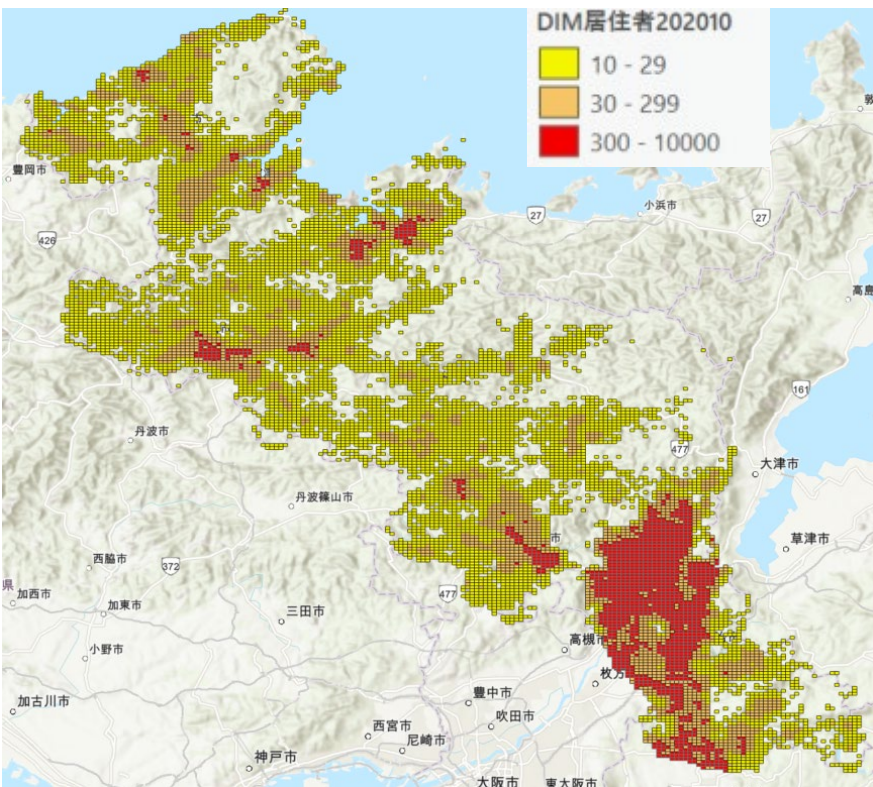 DIM居住者202010
10 - 29
30 - 299
300 - 10000
豊岡市
426
27
小浜市
27
高島
161
丹波市
477
大津市
丹波篠山市
草津市
西脇市
372
県
加西市
加東市
477
三田市
小野市
高槻市
枚方
加古川市
豊中市
吹田市
西宮市
尼崎市
神戸市
大阪市
東大阪市